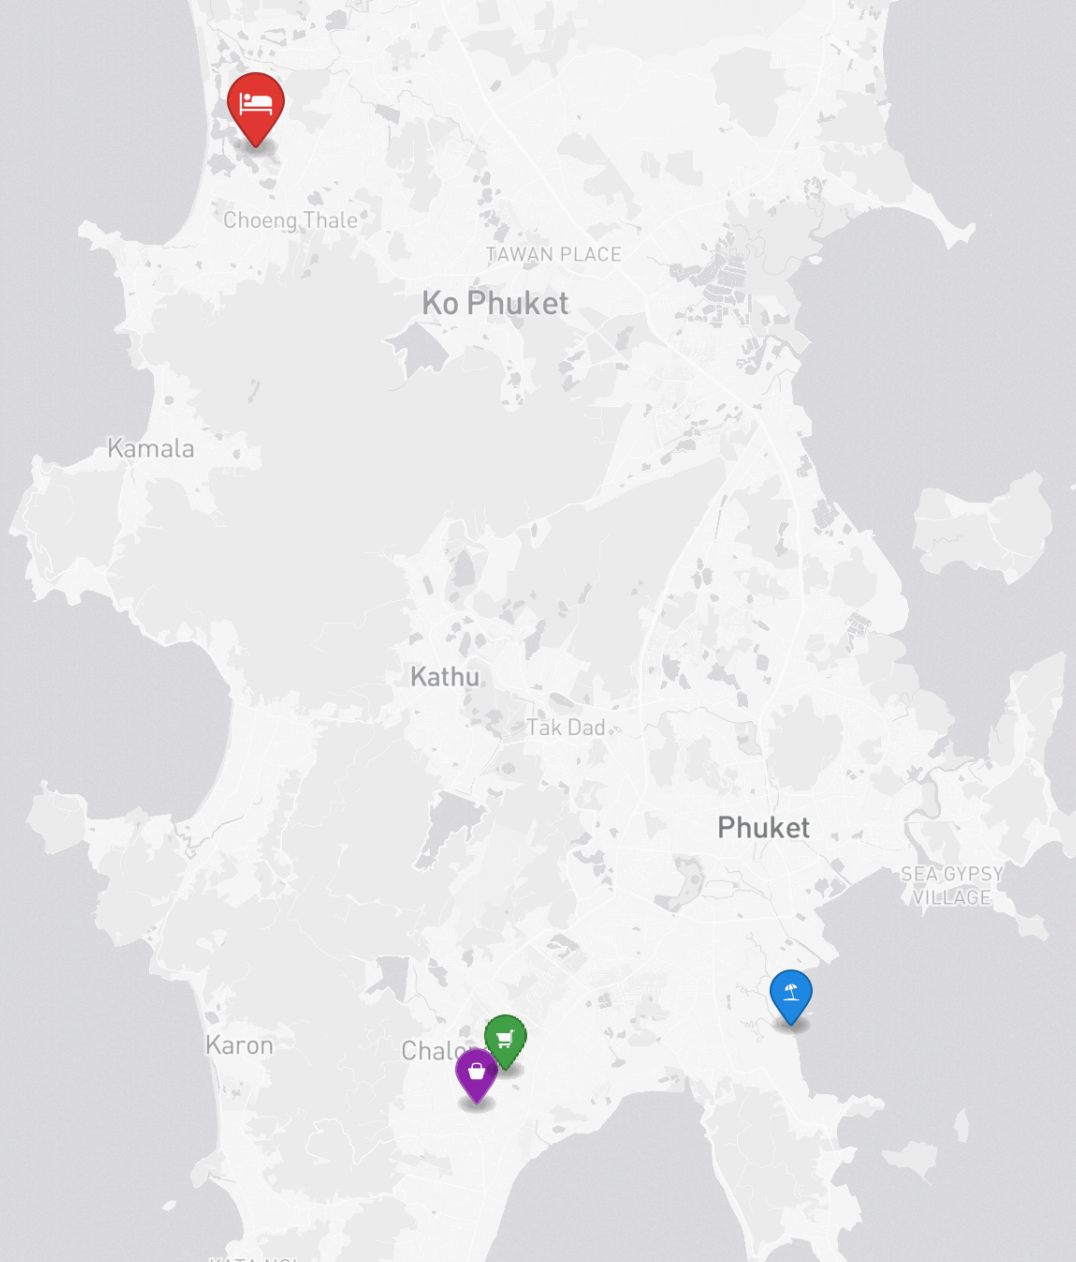 Choeng Thale
TAWAN PLACE
Ko Phuket
Kamala
Kathu
Tak Dad
Phuket
SEA GYPSY
VILLAGE
Karon